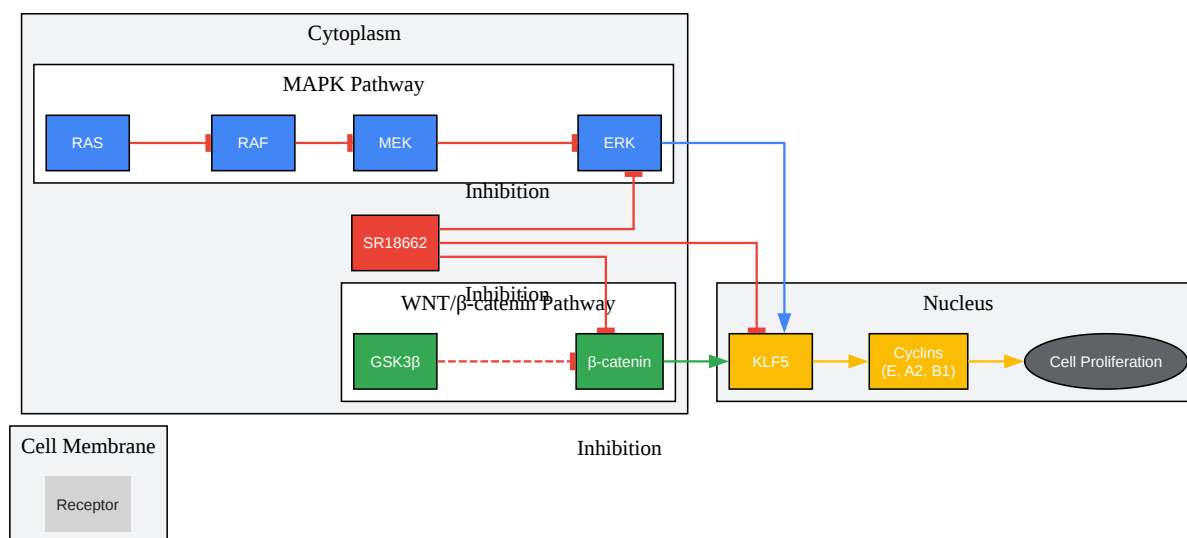 Cytoplasm
MAPK Pathway
RAS
RAF
MEK
ERK
Inhibition
SR18662
Inhibition
WNT/β-catenin Pathway
GSK3β
β-catenin
Nucleus
KLF5
Cyclins
(E, A2, B1)
Cell Proliferation
Inhibition
Cell Membrane
Receptor